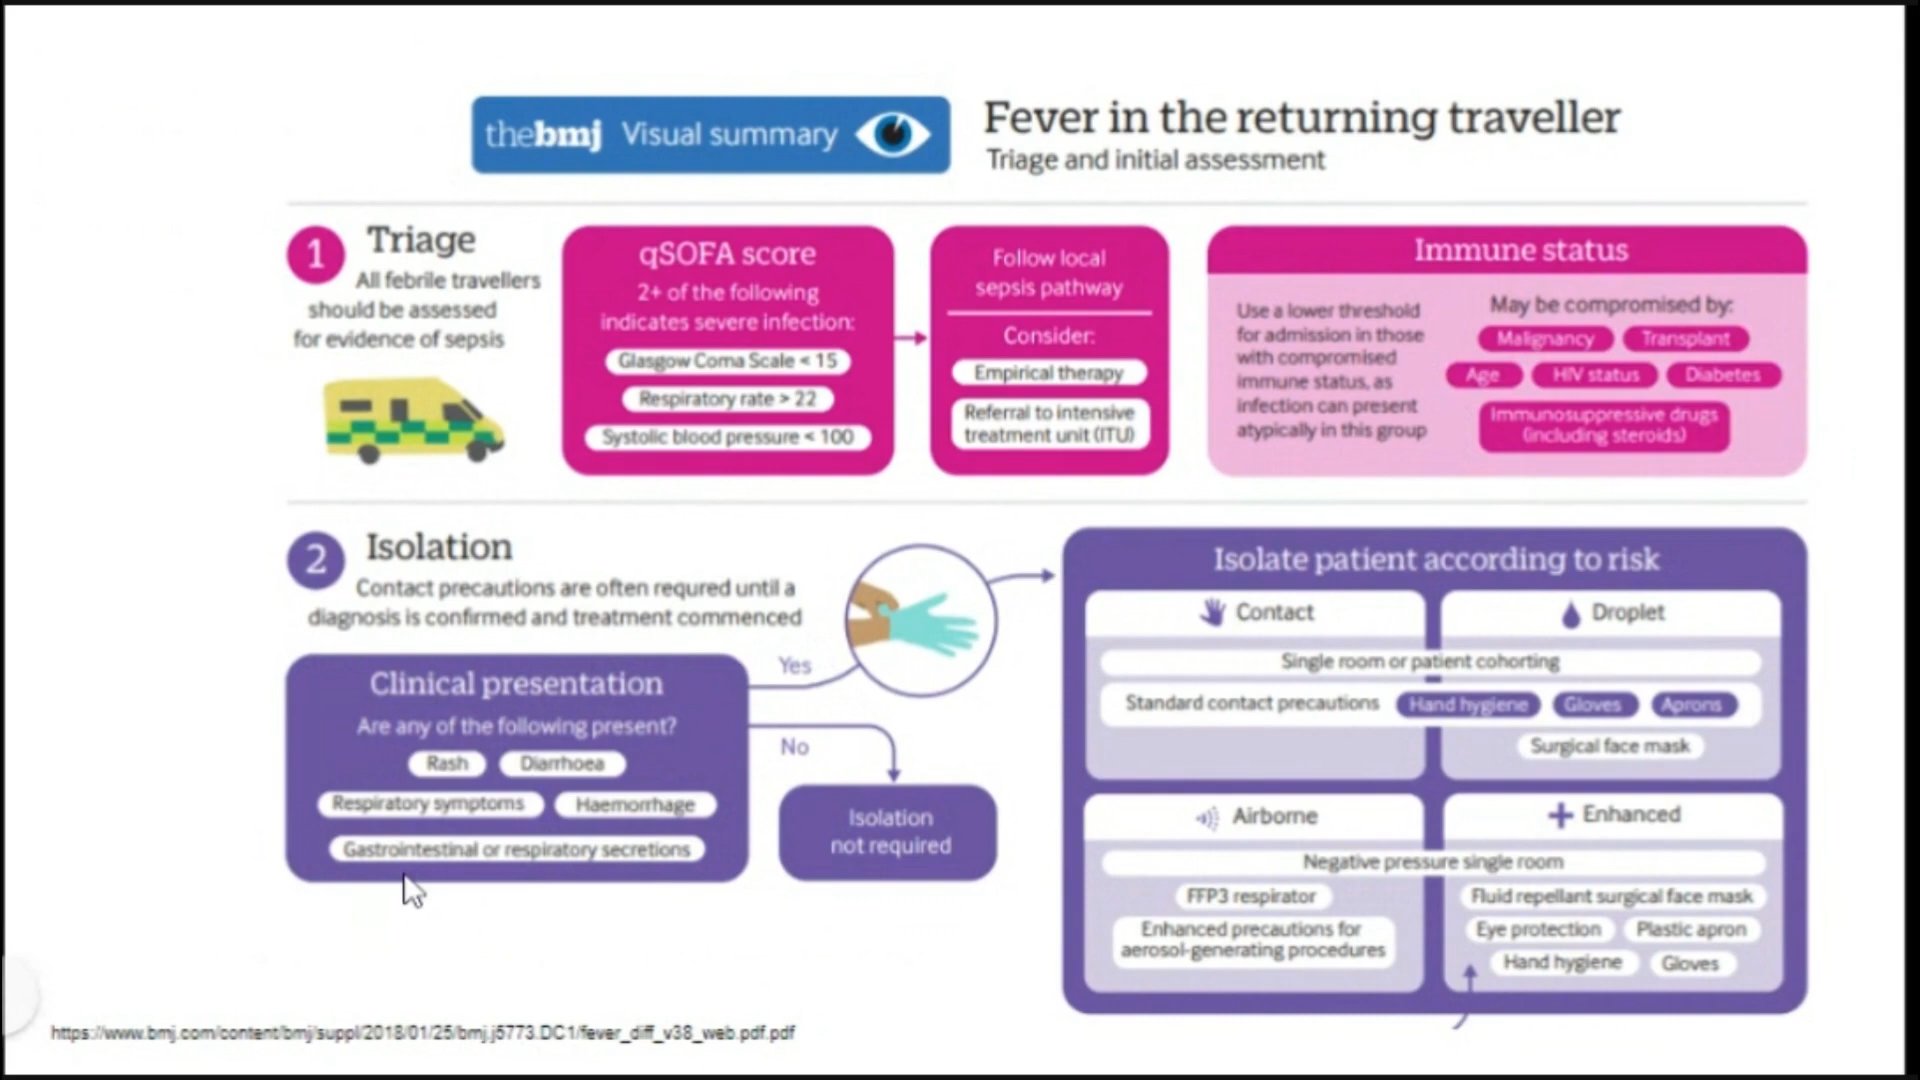 thebmj Visual summary
Fever in the returning traveller
Triage and initial assessment
1
Triage
All febrile travellers
should be assessed
for evidence of sepsis
qSOFA score
2+ of the following
indicates severe infection:
Glasgow Coma Scale < 15
Respiratory rate > 22
Systolic blood pressure < 100
Follow local
sepsis pathway
Consider:
Empirical therapy
Referral to intensive
treatment unit (ITU)
Immune status
Use a lower threshold
for admission in those
with compromised
immune status, as
infection can present
atypically in this group
May be compromised by:
Malignancy Transplant
Age HIV status Diabetes
Immunosuppressive drugs
(including steroids)
2
Isolation
Contact precautions are often requred until a
diagnosis is confirmed and treatment commenced
Clinical presentation
Are any of the following present?
Rash Diarrhoea
Respiratory symptoms Haemorrhage
Gastrointestinal or respiratory secretions
Yes
No
Isolation
not required
Isolate patient according to risk
Contact Droplet
Single room or patient cohorting
Standard contact precautions Hand hygiene Gloves Aprons
Surgical face mask
Airborne Enhanced
Negative pressure single room
FFP3 respirator
Enhanced precautions for
aerosol-generating procedures
Fluid repellant surgical face mask
Eye protection Plastic apron
Hand hygiene Gloves
https://www.bmj.com/content/bmj/suppl/2018/01/25/bmj.j5773.DC1/fever_diff_v38_web.pdf.pdf